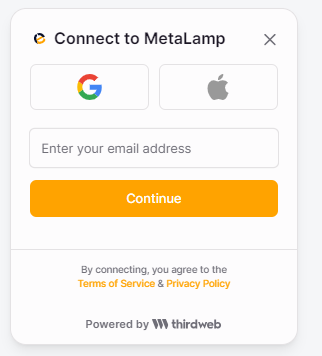 Connect to MetaLamp
Enter your email address
Continue
By connecting, you agree to the
Terms of Service & Privacy Policy
Powered by thirdweb